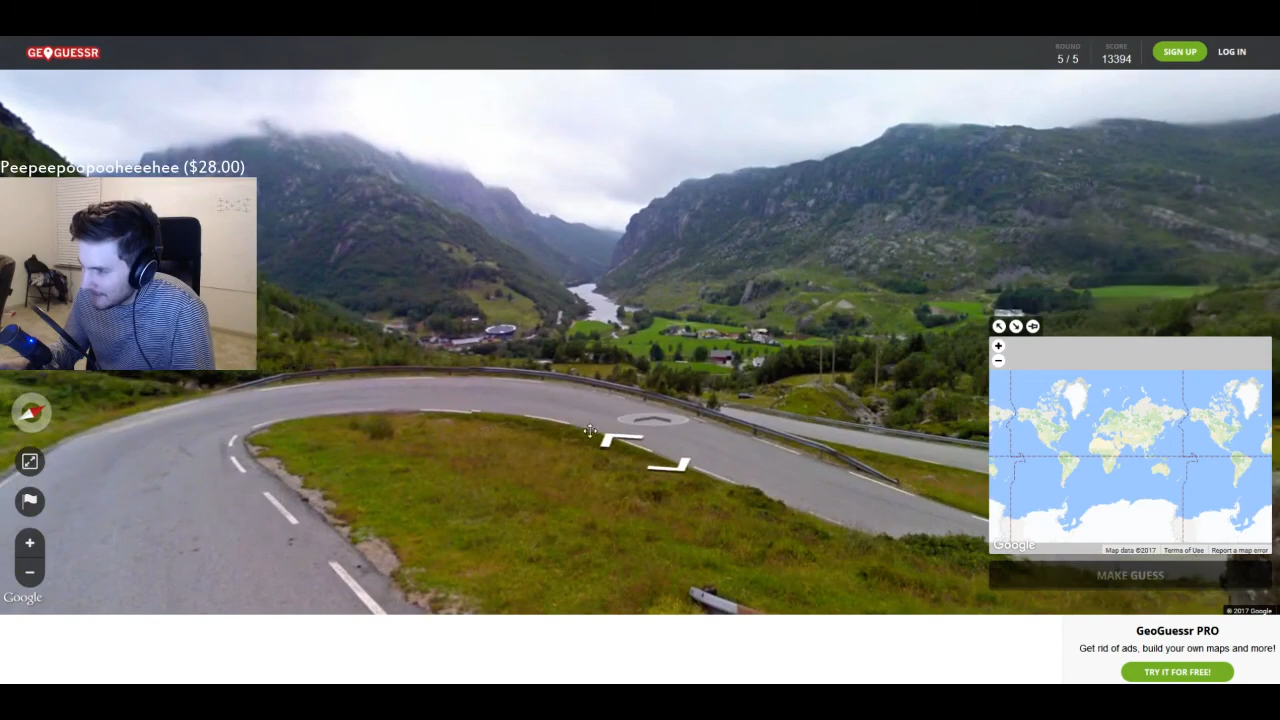 GEOGUESSR
ROUND
5 / 5
SCORE
13394
SIGN UP
LOG IN
Peepeepoopooheeehee ($28.00)
+
−
Google
Map data ©2017
Terms of Use
Report a map error
MAKE GUESS
+
−
Google
© 2017 Google
GeoGuessr PRO
Get rid of ads, build your own maps and more!
TRY IT FOR FREE!